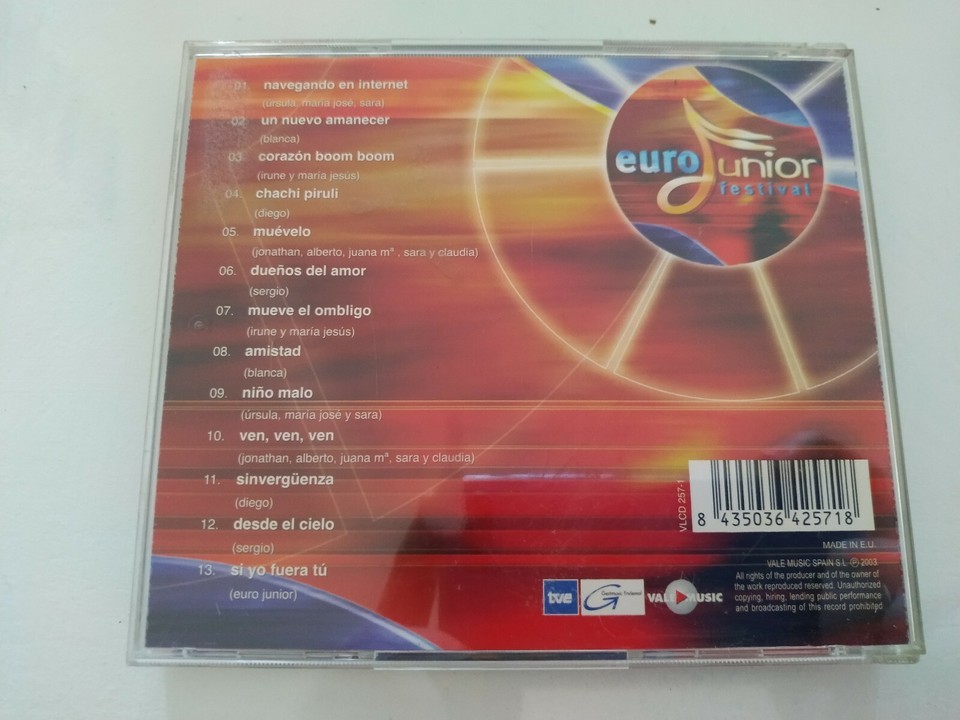 01. navegando en internet
(úrsula, maría josé, sara)
02. un nuevo amanecer
(blanca)
03. corazón boom boom
(irune y maría jesús)
04. chachi piruli
(diego)
05. muévelo
(jonathan, alberto, juana mª , sara y claudia)
06. dueños del amor
(sergio)
07. mueve el ombligo
(irune y maría jesús)
08. amistad
(blanca)
09. niño malo
(úrsula, maría josé y sara)
10. ven, ven, ven
(jonathan, alberto, juana mª, sara y claudia)
11. sinvergüenza
(diego)
12. desde el cielo
(sergio)
13. si yo fuera tú
(euro junior)
euroJunior
festival
VLCD 257-1
8 435036 425718
MADE IN E.U.
VALE MUSIC SPAIN S.L. ℗ 2003
All rights of the producer and of the owner of
the work reproduced reserved. Unauthorized
copying, hiring, lending public performance
and broadcasting of this record prohibited
tve
G
VALE MUSIC